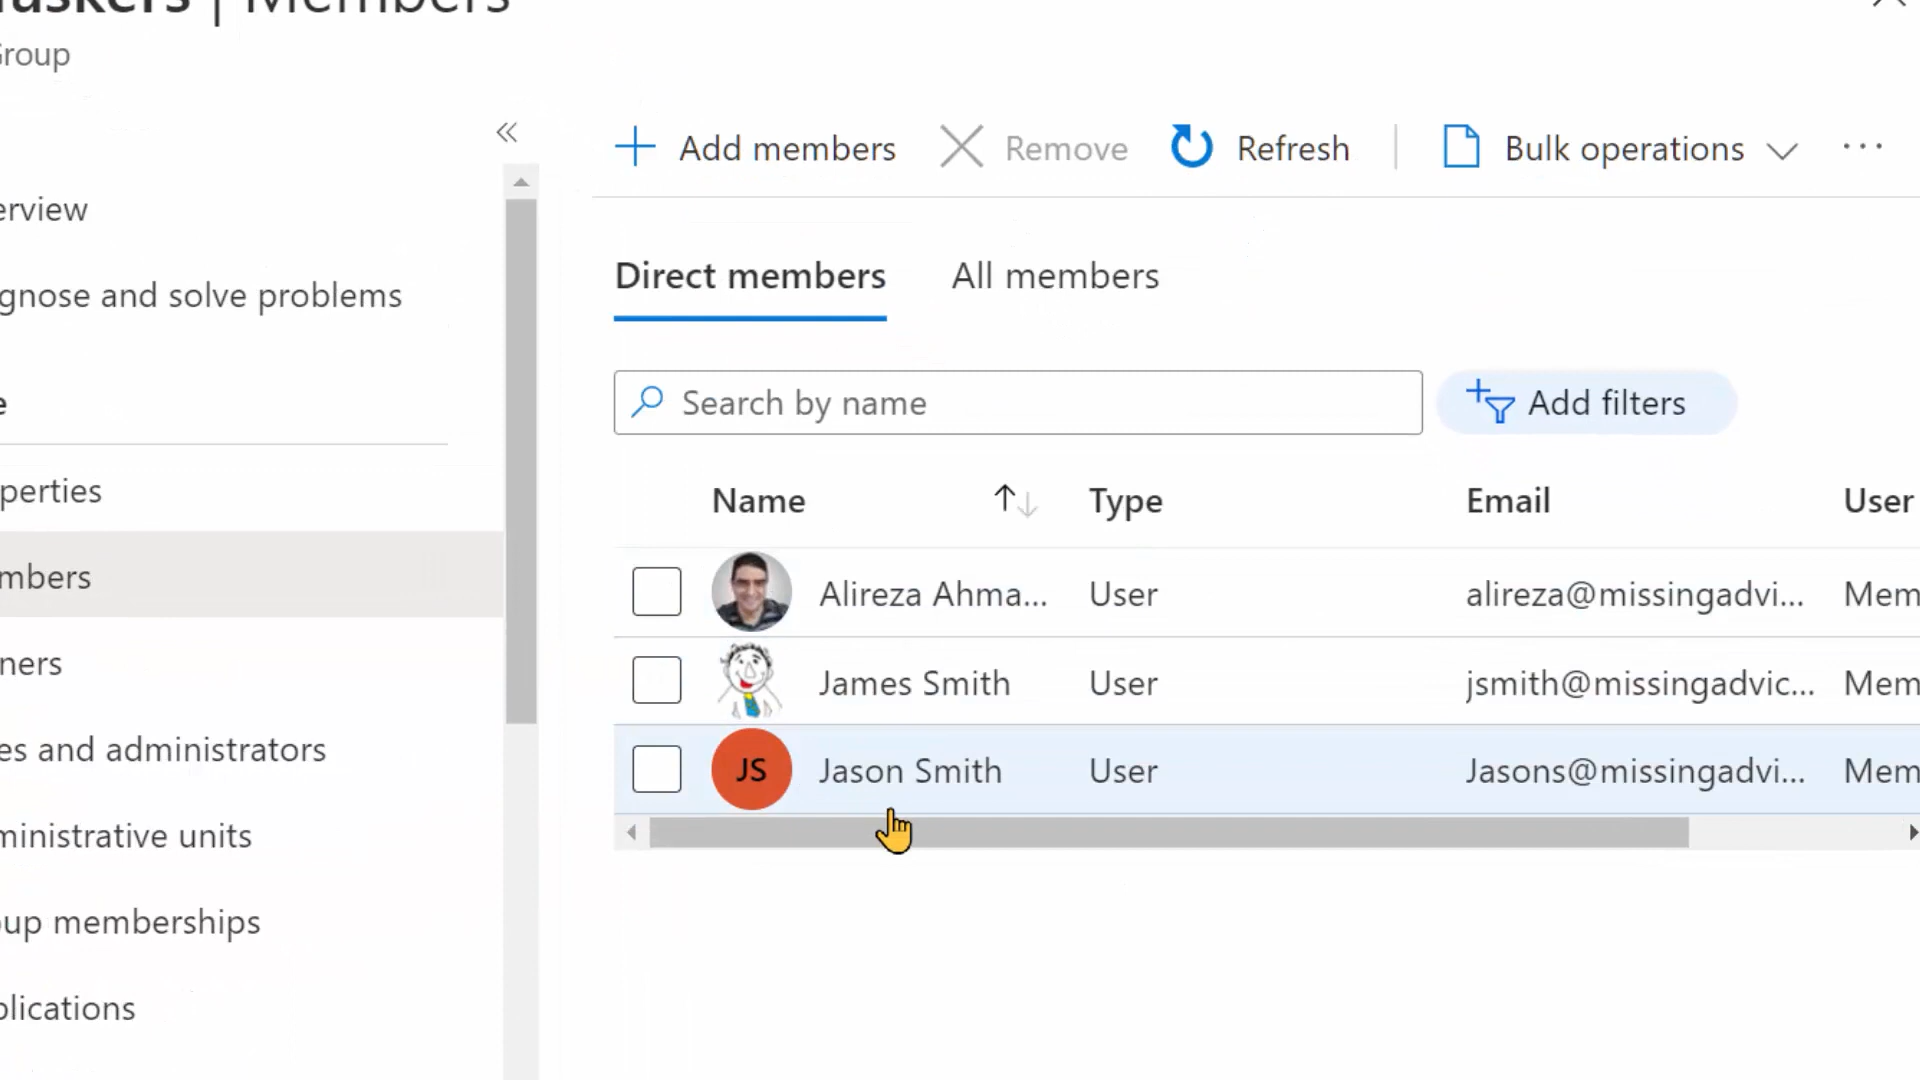 | Members
Group
Add members Remove Refresh Bulk operations ...
erview
gnose and solve problems
Direct members All members
e
Search by name Add filters
perties
Name Type Email User
mbers
Alireza Ahma... User alireza@missingadvi... Mem
ners
James Smith User jsmith@missingadvic... Mem
es and administrators
JS Jason Smith User Jasons@missingadvi... Mem
ministrative units
oup memberships
plications